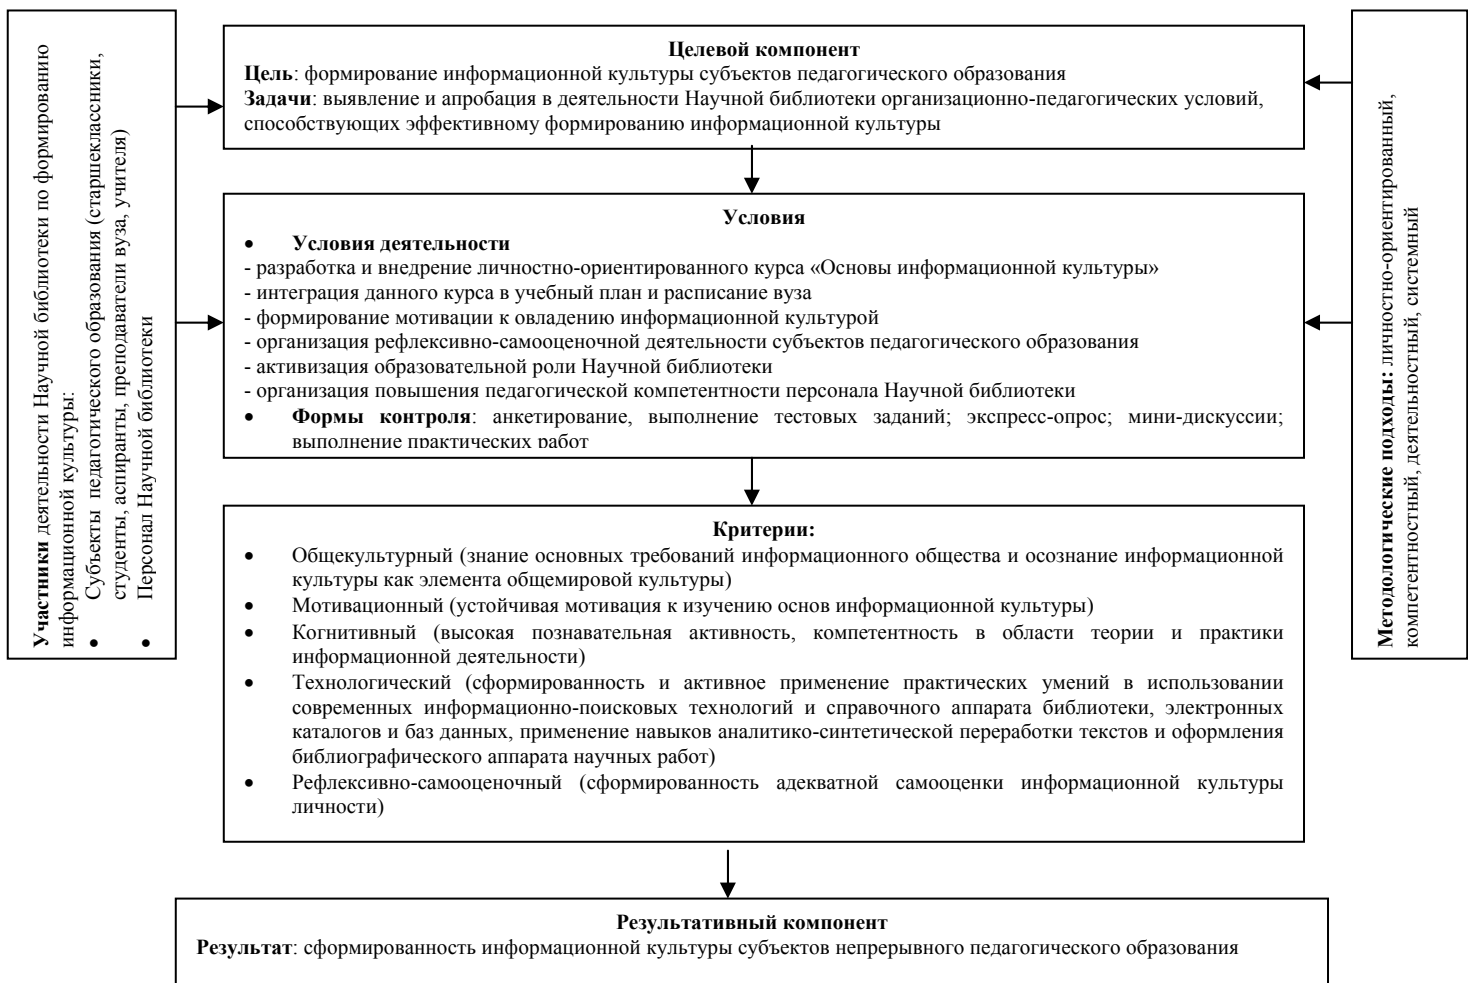 Участники деятельности Научной библиотеки по формированию
информационной культуры:
• Субъекты педагогического образования (старшеклассники,
студенты, аспиранты, преподаватели вуза, учителя)
• Персонал Научной библиотеки
Целевой компонент
Цель: формирование информационной культуры субъектов педагогического образования
Задачи: выявление и апробация в деятельности Научной библиотеки организационно-педагогических условий,
способствующих эффективному формированию информационной культуры
Условия
• Условия деятельности
- разработка и внедрение личностно-ориентированного курса «Основы информационной культуры»
- интеграция данного курса в учебный план и расписание вуза
- формирование мотивации к овладению информационной культурой
- организация рефлексивно-самооценочной деятельности субъектов педагогического образования
- активизация образовательной роли Научной библиотеки
- организация повышения педагогической компетентности персонала Научной библиотеки
• Формы контроля: анкетирование, выполнение тестовых заданий; экспресс-опрос; мини-дискуссии;
выполнение практических работ
Критерии:
• Общекультурный (знание основных требований информационного общества и осознание информационной
культуры как элемента общемировой культуры)
• Мотивационный (устойчивая мотивация к изучению основ информационной культуры)
• Когнитивный (высокая познавательная активность, компетентность в области теории и практики
информационной деятельности)
• Технологический (сформированность и активное применение практических умений в использовании
современных информационно-поисковых технологий и справочного аппарата библиотеки, электронных
каталогов и баз данных, применение навыков аналитико-синтетической переработки текстов и оформления
библиографического аппарата научных работ)
• Рефлексивно-самооценочный (сформированность адекватной самооценки информационной культуры
личности)
Результативный компонент
Результат: сформированность информационной культуры субъектов непрерывного педагогического образования
Методологические подходы: личностно-ориентированный,
компетентностный, деятельностный, системный